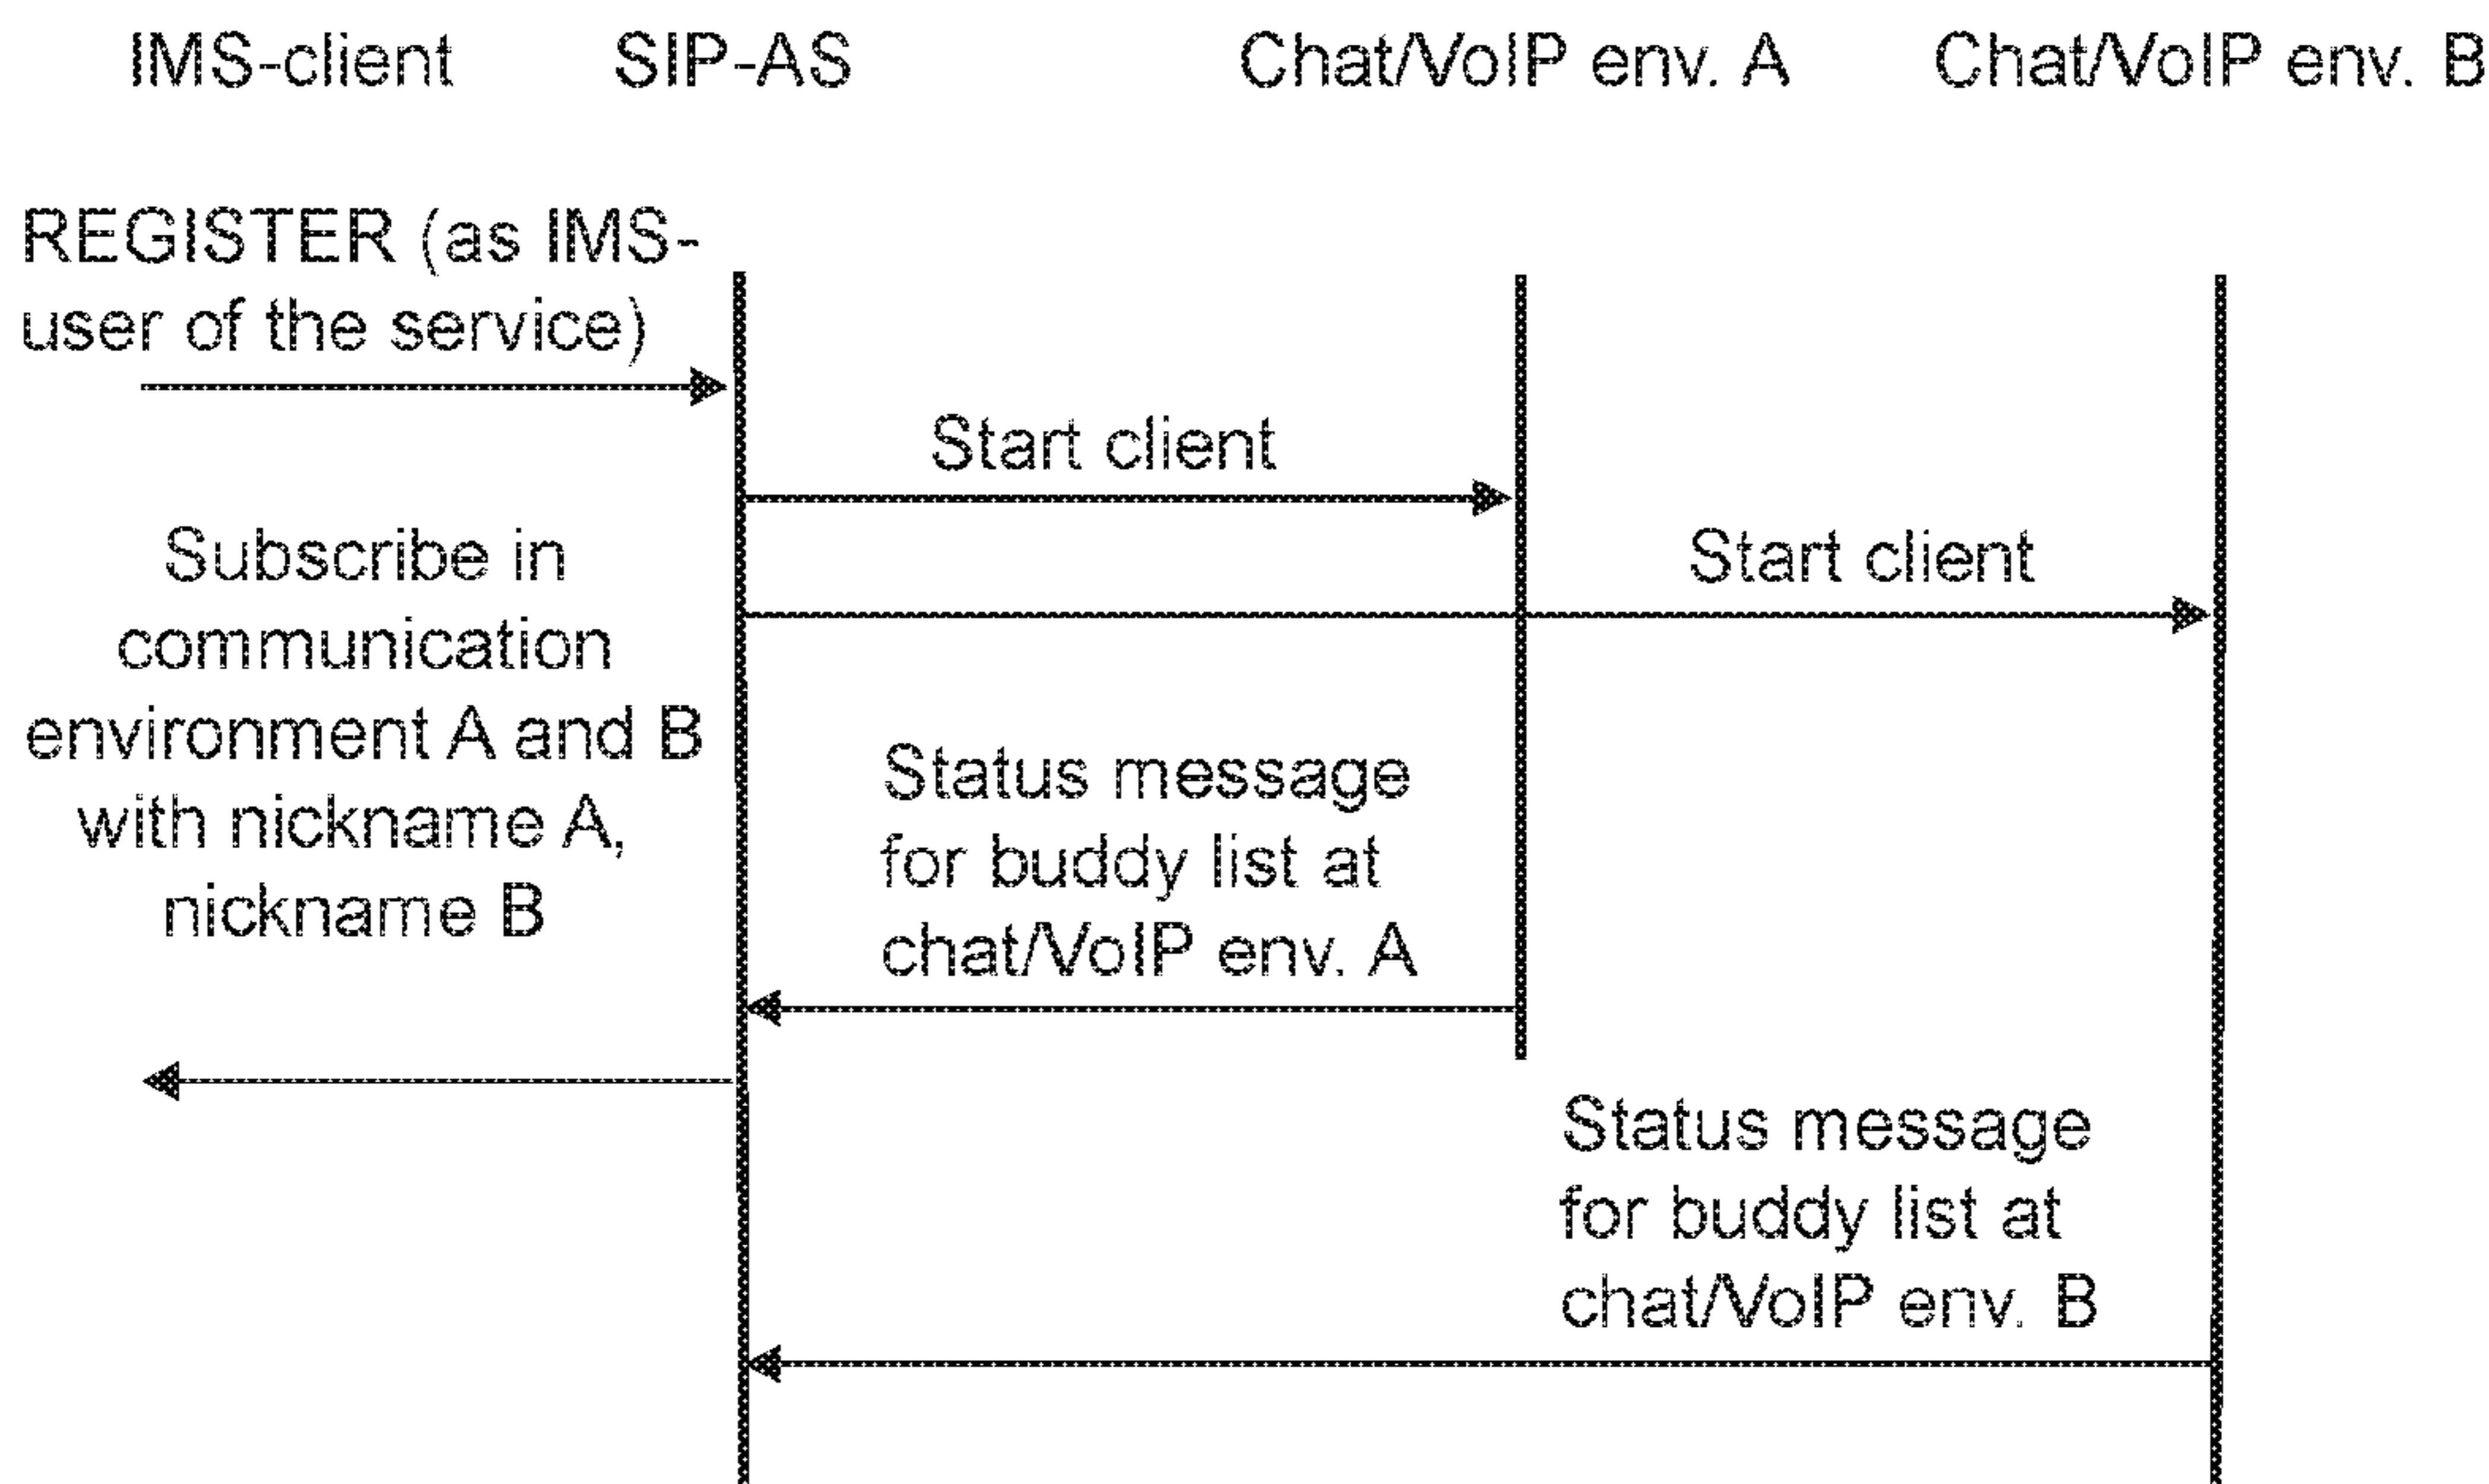 IMS-client SIP-AS Chat/VoIP env. A Chat/VoIP env. B
REGISTER (as IMS-
user of the service)
Start client
Start client
Subscribe in
communication
environment A and B
with nickname A,
nickname B
Status message
for buddy list at
chat/VoIP env. A
Status message
for buddy list at
chat/VoIP env. B